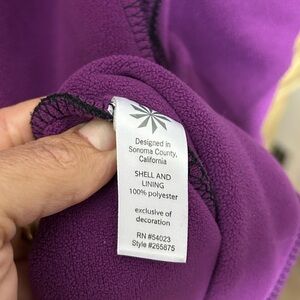 Designed in
Sonoma County,
California
SHELL AND
LINING
100% polyester
exclusive of
decoration
RN #54023
Style #265875